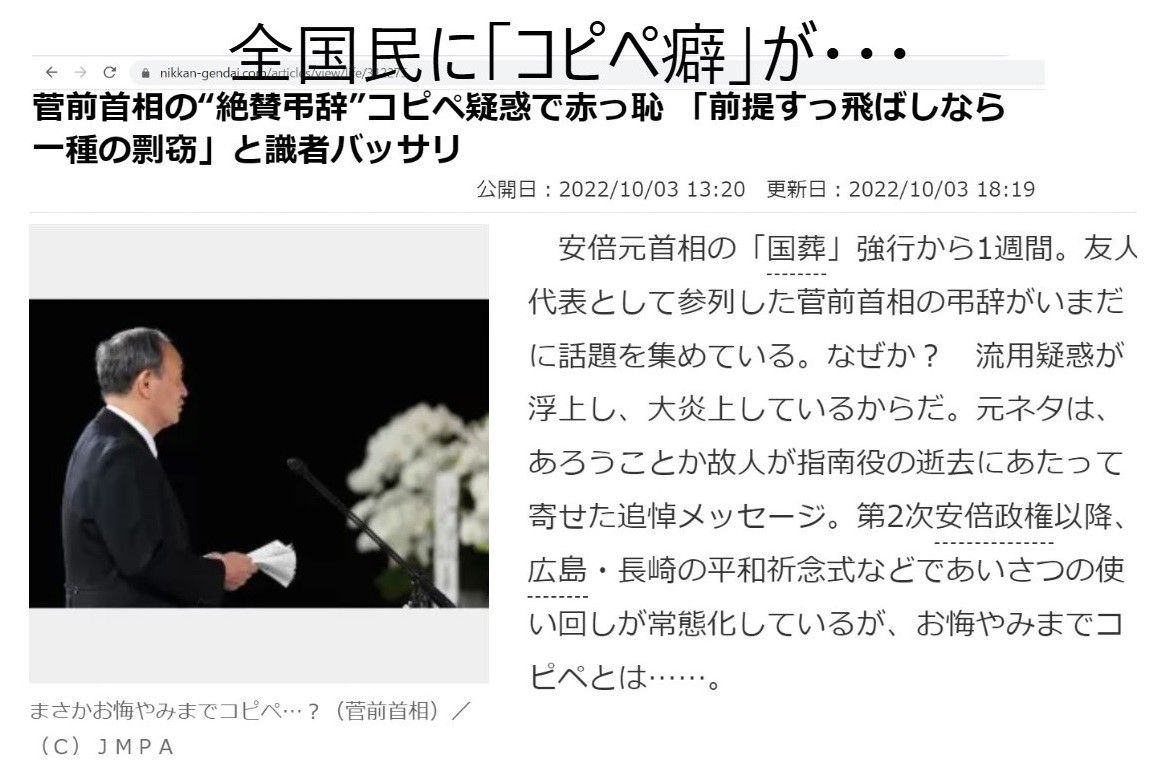 全国民に「コピペ癖」が・・・
nikkan-gendai.com/articles/view/life/
菅前首相の“絶賛弔辞”コピペ疑惑で赤っ恥 「前提すっ飛ばしなら
一種の剽窃」と識者バッサリ
公開日：2022/10/03 13:20 更新日：2022/10/03 18:19
安倍元首相の「国葬」強行から1週間。友人
代表として参列した菅前首相の弔辞がいまだ
に話題を集めている。なぜか？ 流用疑惑が
浮上し、大炎上しているからだ。元ネタは、
あろうことか故人が指南役の逝去にあたって
寄せた追悼メッセージ。第2次安倍政権以降、
広島・長崎の平和祈念式などであいさつの使
い回しが常態化しているが、お悔やみまでコ
ピペとは……。
まさかお悔やみまでコピペ…？（菅前首相）／
（Ｃ）ＪＭＰＡ